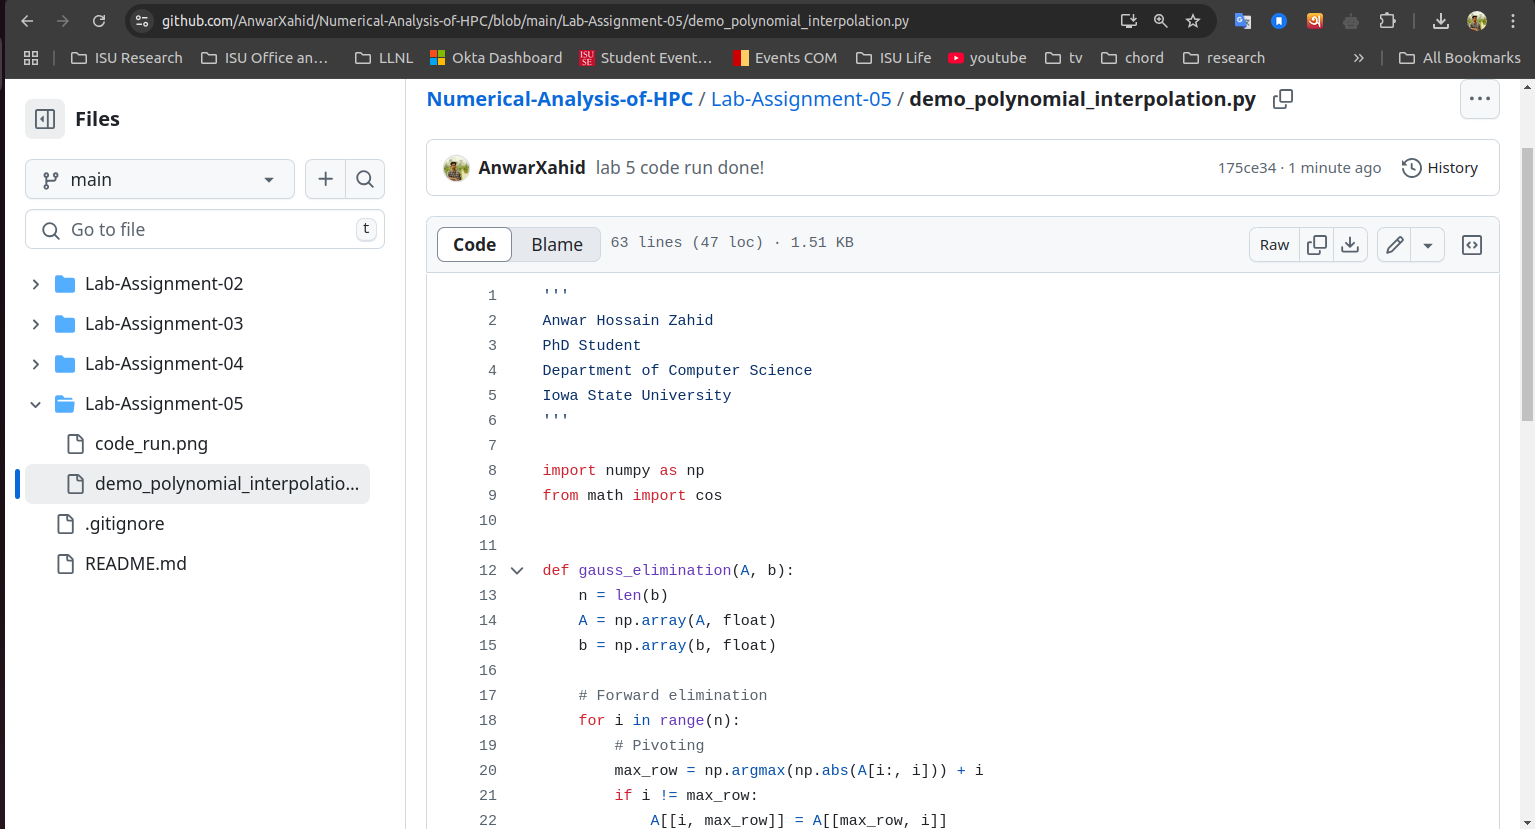 github.com/AnwarXahid/Numerical-Analysis-of-HPC/blob/main/Lab-Assignment-05/demo_polynomial_interpolation.py
ISU Research
ISU Office an...
LLNL
Okta Dashboard
Student Event...
Events COM
ISU Life
youtube
tv
chord
research
»
All Bookmarks
Files
main
Go to file
t
Lab-Assignment-02
Lab-Assignment-03
Lab-Assignment-04
Lab-Assignment-05
code_run.png
demo_polynomial_interpolatio...
.gitignore
README.md
Numerical-Analysis-of-HPC / Lab-Assignment-05 / demo_polynomial_interpolation.py
AnwarXahid lab 5 code run done!
175ce34 · 1 minute ago
History
Code
Blame
63 lines (47 loc) · 1.51 KB
Raw
1 '''
2 Anwar Hossain Zahid
3 PhD Student
4 Department of Computer Science
5 Iowa State University
6 '''
7
8 import numpy as np
9 from math import cos
10
11
12 def gauss_elimination(A, b):
13     n = len(b)
14     A = np.array(A, float)
15     b = np.array(b, float)
16
17     # Forward elimination
18     for i in range(n):
19         # Pivoting
20         max_row = np.argmax(np.abs(A[i:, i])) + i
21         if i != max_row:
22             A[[i, max_row]] = A[[max_row, i]]